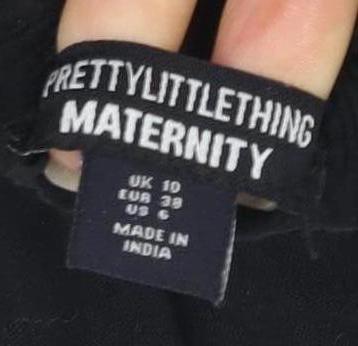 PRETTYLITTLETHING
MATERNITY
UK 10
EUR 38
US 6
MADE IN
INDIA